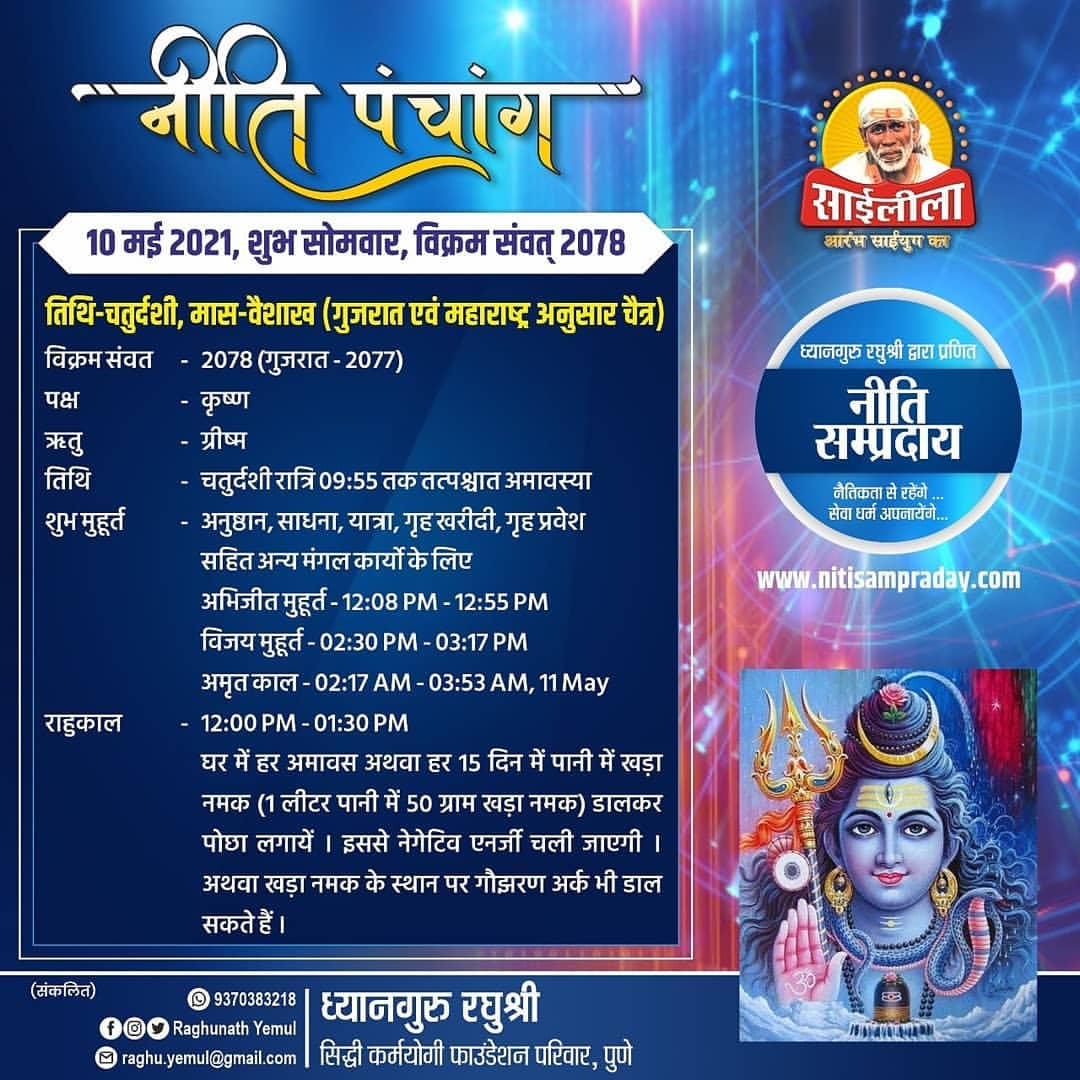 नीति पंचांग
साईलीला
आरंभ साईयुग का
10 मई 2021, शुभ सोमवार, विक्रम संवत् 2078
तिथि-चतुर्दशी, मास-वैशाख (गुजरात एवं महाराष्ट्र अनुसार चैत्र)
विक्रम संवत - 2078 (गुजरात - 2077)
पक्ष - कृष्ण
ऋतु - ग्रीष्म
तिथि - चतुर्दशी रात्रि 09:55 तक तत्पश्चात अमावस्या
शुभ मुहूर्त - अनुष्ठान, साधना, यात्रा, गृह खरीदी, गृह प्रवेश
सहित अन्य मंगल कार्यो के लिए
अभिजीत मुहूर्त - 12:08 PM - 12:55 PM
विजय मुहूर्त - 02:30 PM - 03:17 PM
अमृत काल - 02:17 AM - 03:53 AM, 11 May
राहुकाल - 12:00 PM - 01:30 PM
घर में हर अमावस अथवा हर 15 दिन में पानी में खड़ा
नमक (1 लीटर पानी में 50 ग्राम खड़ा नमक) डालकर
पोछा लगायें । इससे नेगेटिव एनर्जी चली जाएगी ।
अथवा खड़ा नमक के स्थान पर गौझरण अर्क भी डाल
सकते हैं ।
ध्यानगुरु रघुश्री द्वारा प्रणित
नीति
सम्प्रदाय
नैतिकता से रहेंगे ...
सेवा धर्म अपनायेंगे...
www.nitisampraday.com
ॐ
(संकलित)
9370383218
Raghunath Yemul
raghu.yemul@gmail.com
ध्यानगुरु रघुश्री
सिद्धी कर्मयोगी फाउंडेशन परिवार, पुणे